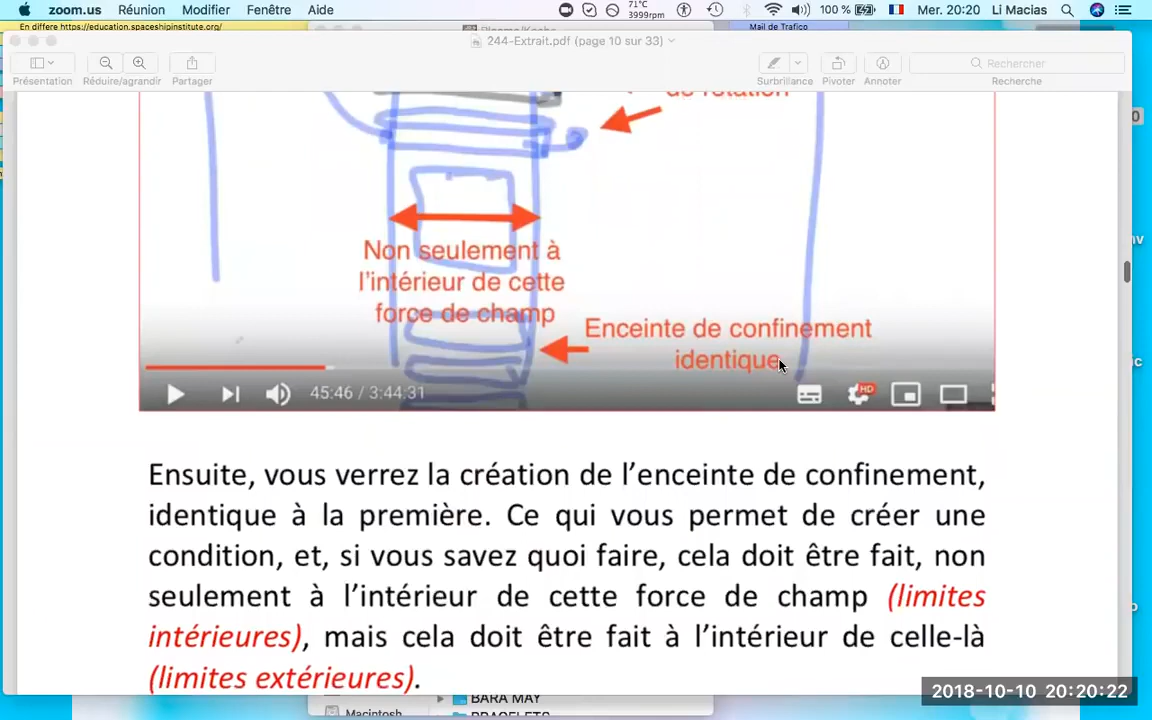 zoom.us Réunion Modifier Fenêtre Aide
71°C
3999rpm
100 % Mer. 20:20 Li Macias
En differe https://education.spaceshipinstitute.org/
Mail de Trafico
244-Extrait.pdf (page 10 sur 33)
Rechercher
Présentation Réduire/agrandir Partager Surbrillance Pivoter Annoter Recherche
de rotation
Non seulement à
l'intérieur de cette
force de champ
Enceinte de confinement
identique
45:46 / 3:44.31
HD
Ensuite, vous verrez la création de l'enceinte de confinement,
identique à la première. Ce qui vous permet de créer une
condition, et, si vous savez quoi faire, cela doit être fait, non
seulement à l'intérieur de cette force de champ (limites
intérieures), mais cela doit être fait à l'intérieur de celle-là
(limites extérieures).
BARA MAY
Macintosh
BRACELETS
2018-10-10 20:20:22